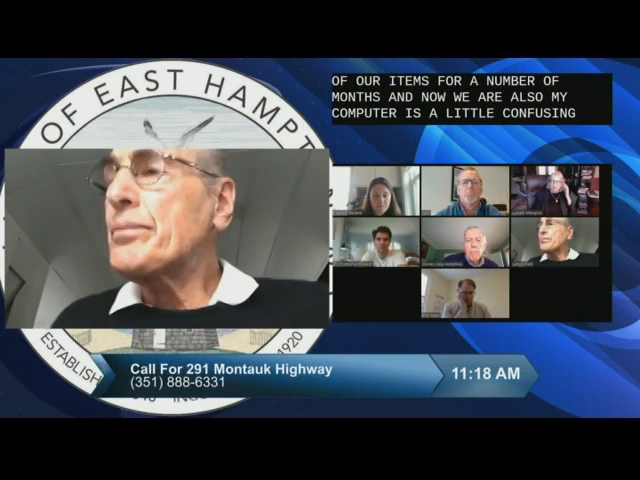 OF EAST HAMPT
OF OUR ITEMS FOR A NUMBER OF
MONTHS AND NOW WE ARE ALSO MY
COMPUTER IS A LITTLE CONFUSING
ESTABLISH
1920
Call For 291 Montauk Highway
(351) 888-6331
11:18 AM